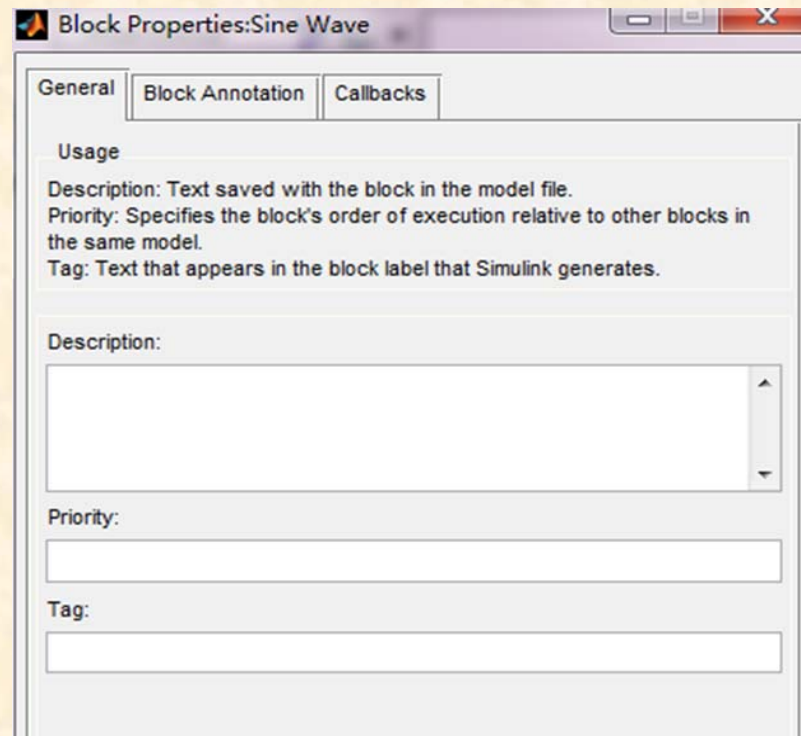 Block Properties:Sine Wave
General Block Annotation Callbacks
Usage
Description: Text saved with the block in the model file.
Priority: Specifies the block's order of execution relative to other blocks in
the same model.
Tag: Text that appears in the block label that Simulink generates.
Description:
Priority:
Tag: